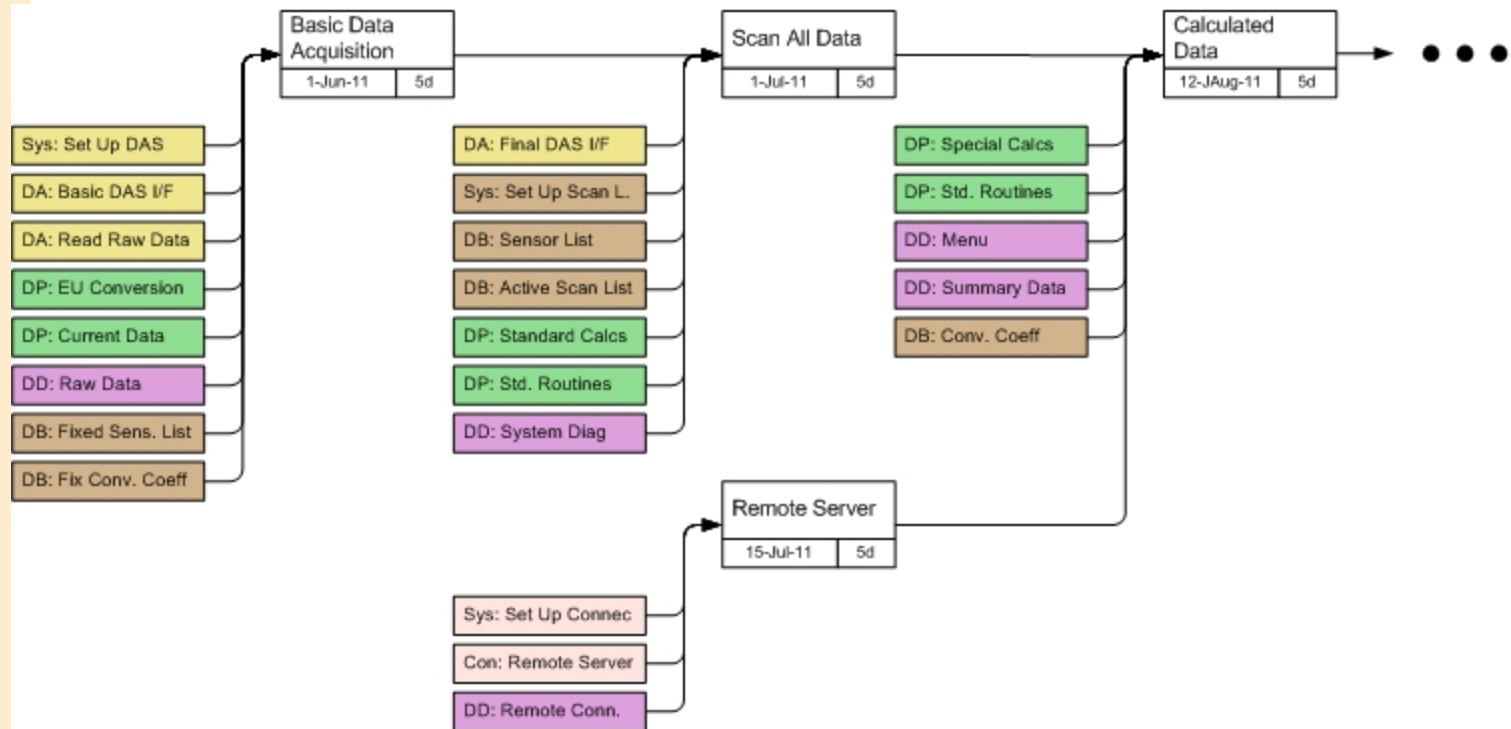 Basic Data
Acquisition
1-Jun-11 5d
Sys: Set Up DAS
DA: Basic DAS I/F
DA: Read Raw Data
DP: EU Conversion
DP: Current Data
DD: Raw Data
DB: Fixed Sens. List
DB: Fix Conv. Coeff
Scan All Data
1-Jul-11 5d
DA: Final DAS I/F
Sys: Set Up Scan L.
DB: Sensor List
DB: Active Scan List
DP: Standard Calcs
DP: Std. Routines
DD: System Diag
Remote Server
15-Jul-11 5d
Sys: Set Up Connec
Con: Remote Server
DD: Remote Conn.
Calculated
Data
12-JAug-11 5d
DP: Special Calcs
DP: Std. Routines
DD: Menu
DD: Summary Data
DB: Conv. Coeff